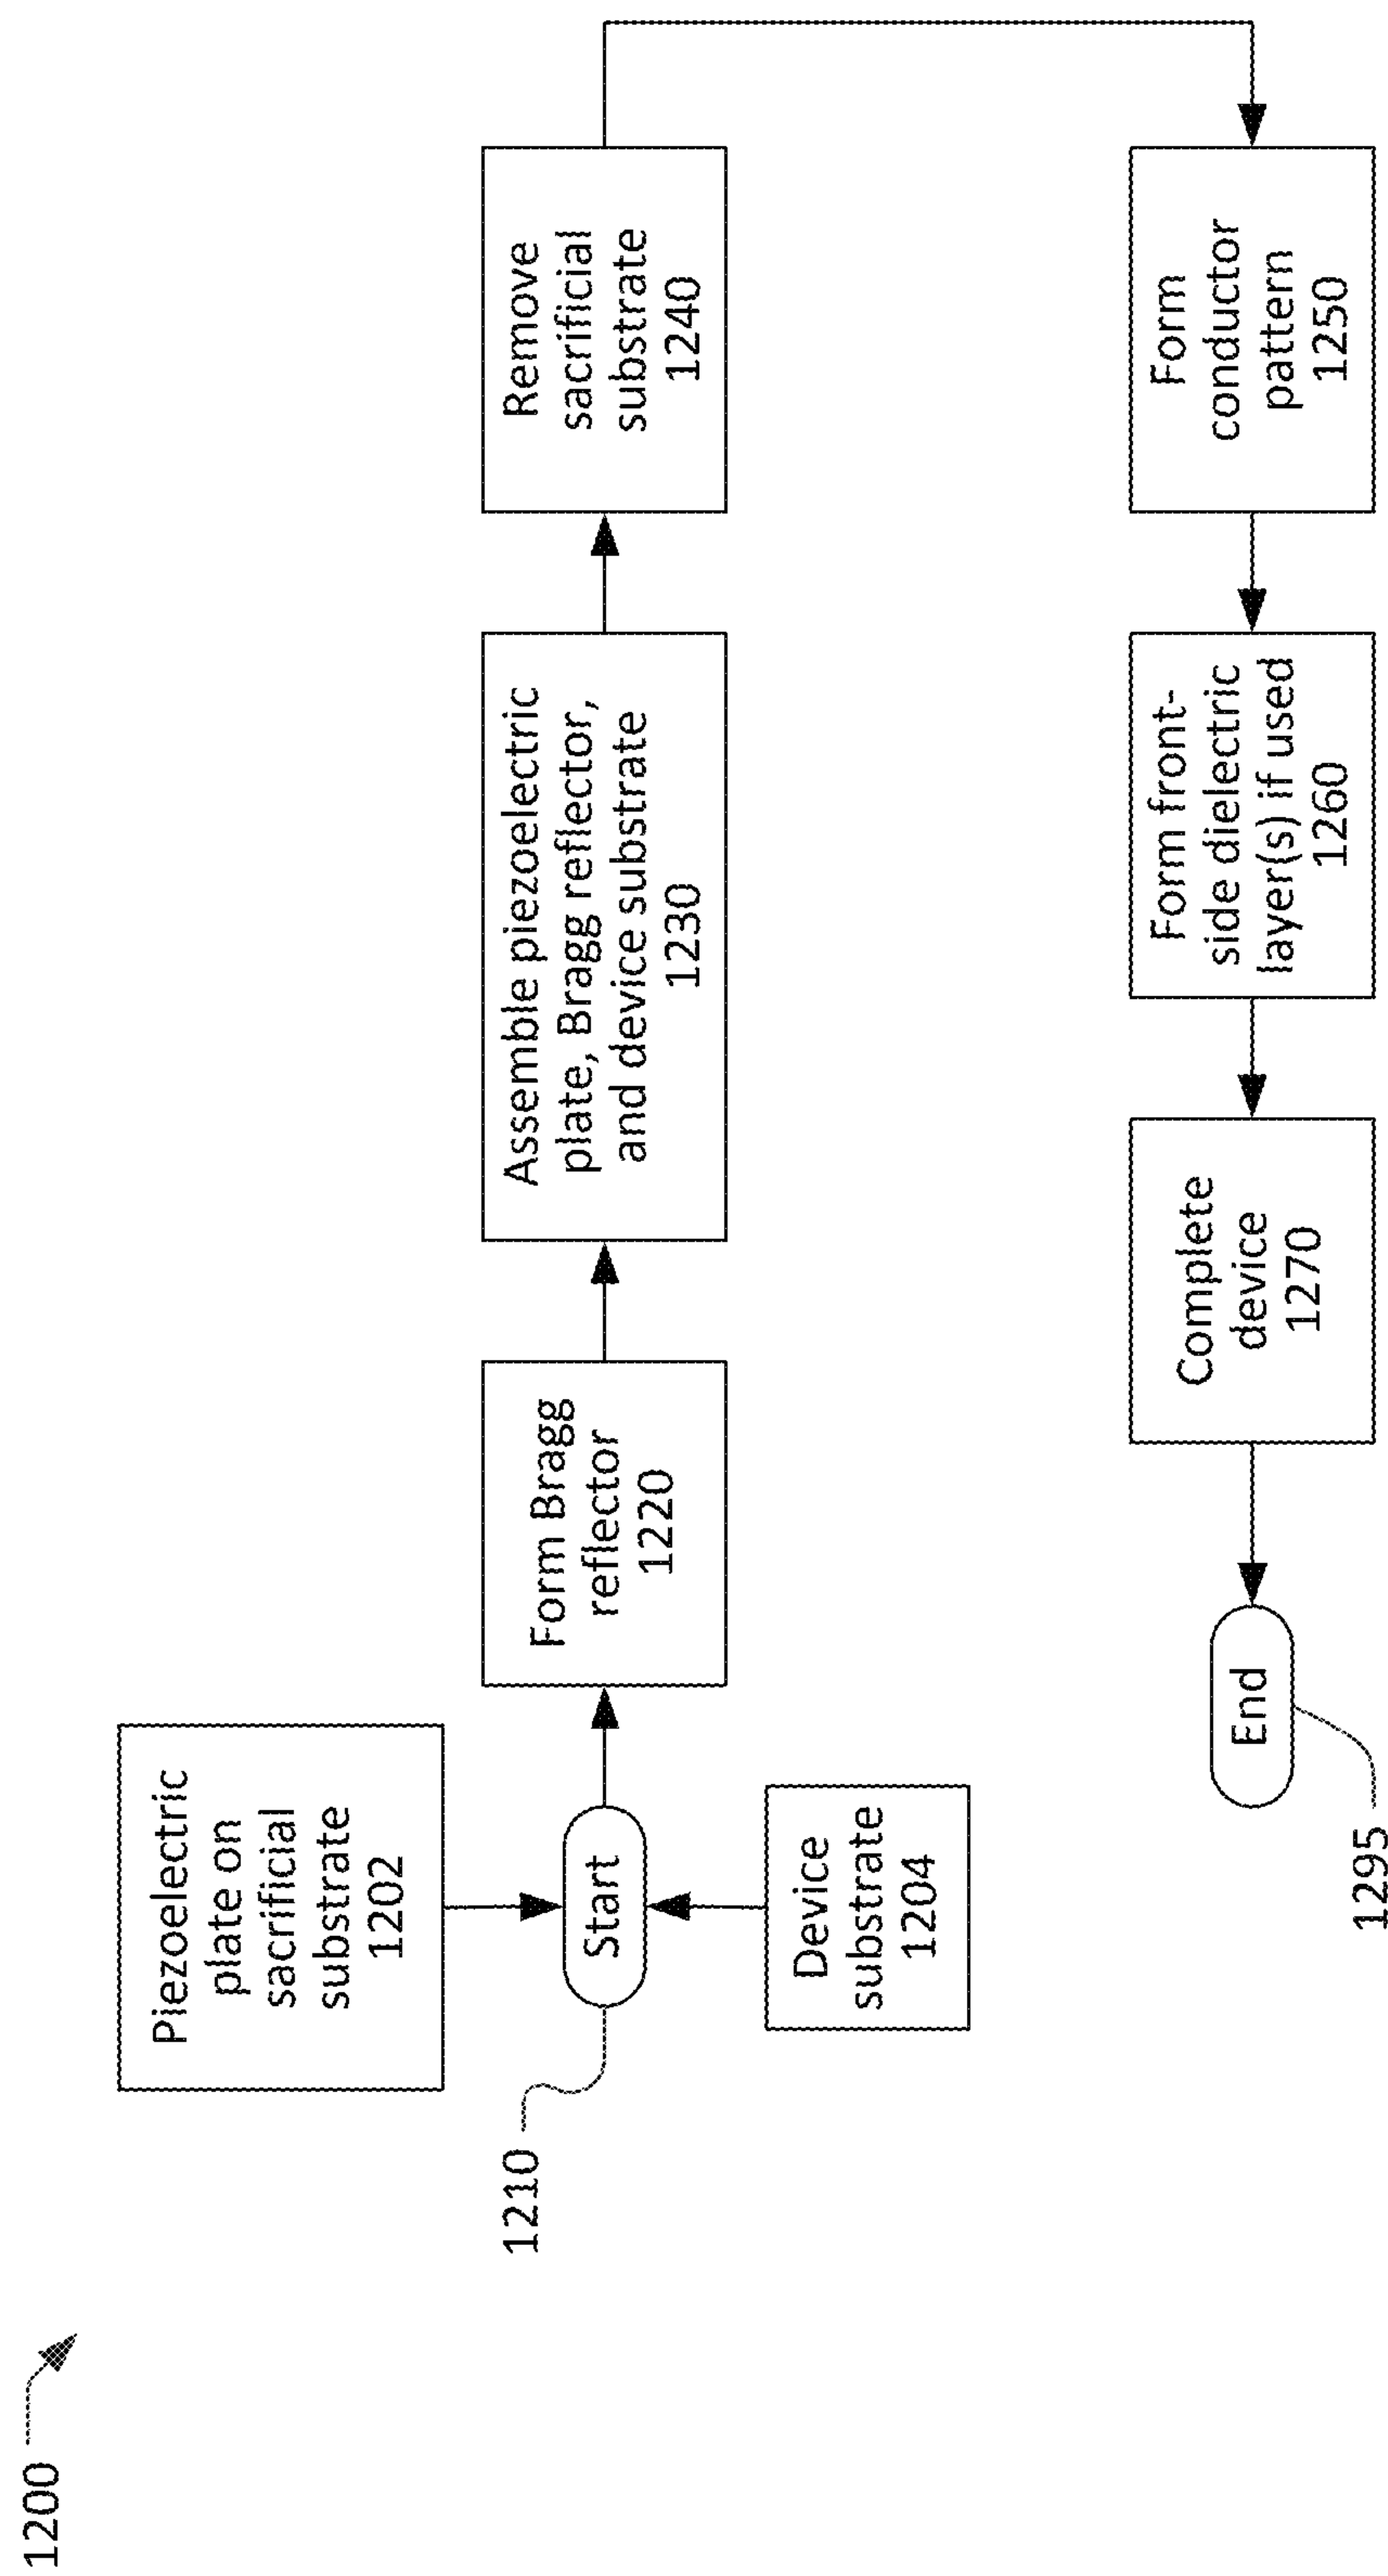 1200
Piezoelectric
plate on
sacrificial
substrate
1202
1210
Start
Device
substrate
1204
Form Bragg
reflector
1220
Assemble piezoelectric
plate, Bragg reflector,
and device substrate
1230
Remove
sacrificial
substrate
1240
Form
conductor
pattern
1250
Form front-
side dielectric
layer(s) if used
1260
Complete
device
1270
End
1295